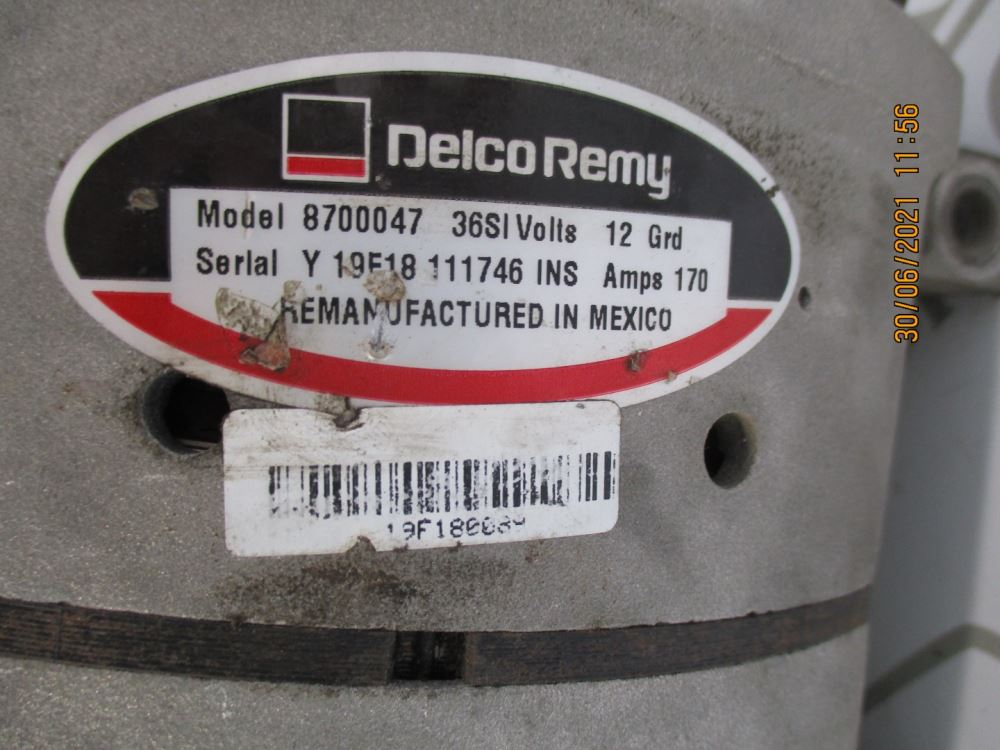 Delco Remy
Model 8700047 36SI Volts 12 Grd
Serial Y 19F18 111746 INS Amps 170
REMANUFACTURED IN MEXICO
30/06/2021 11:56